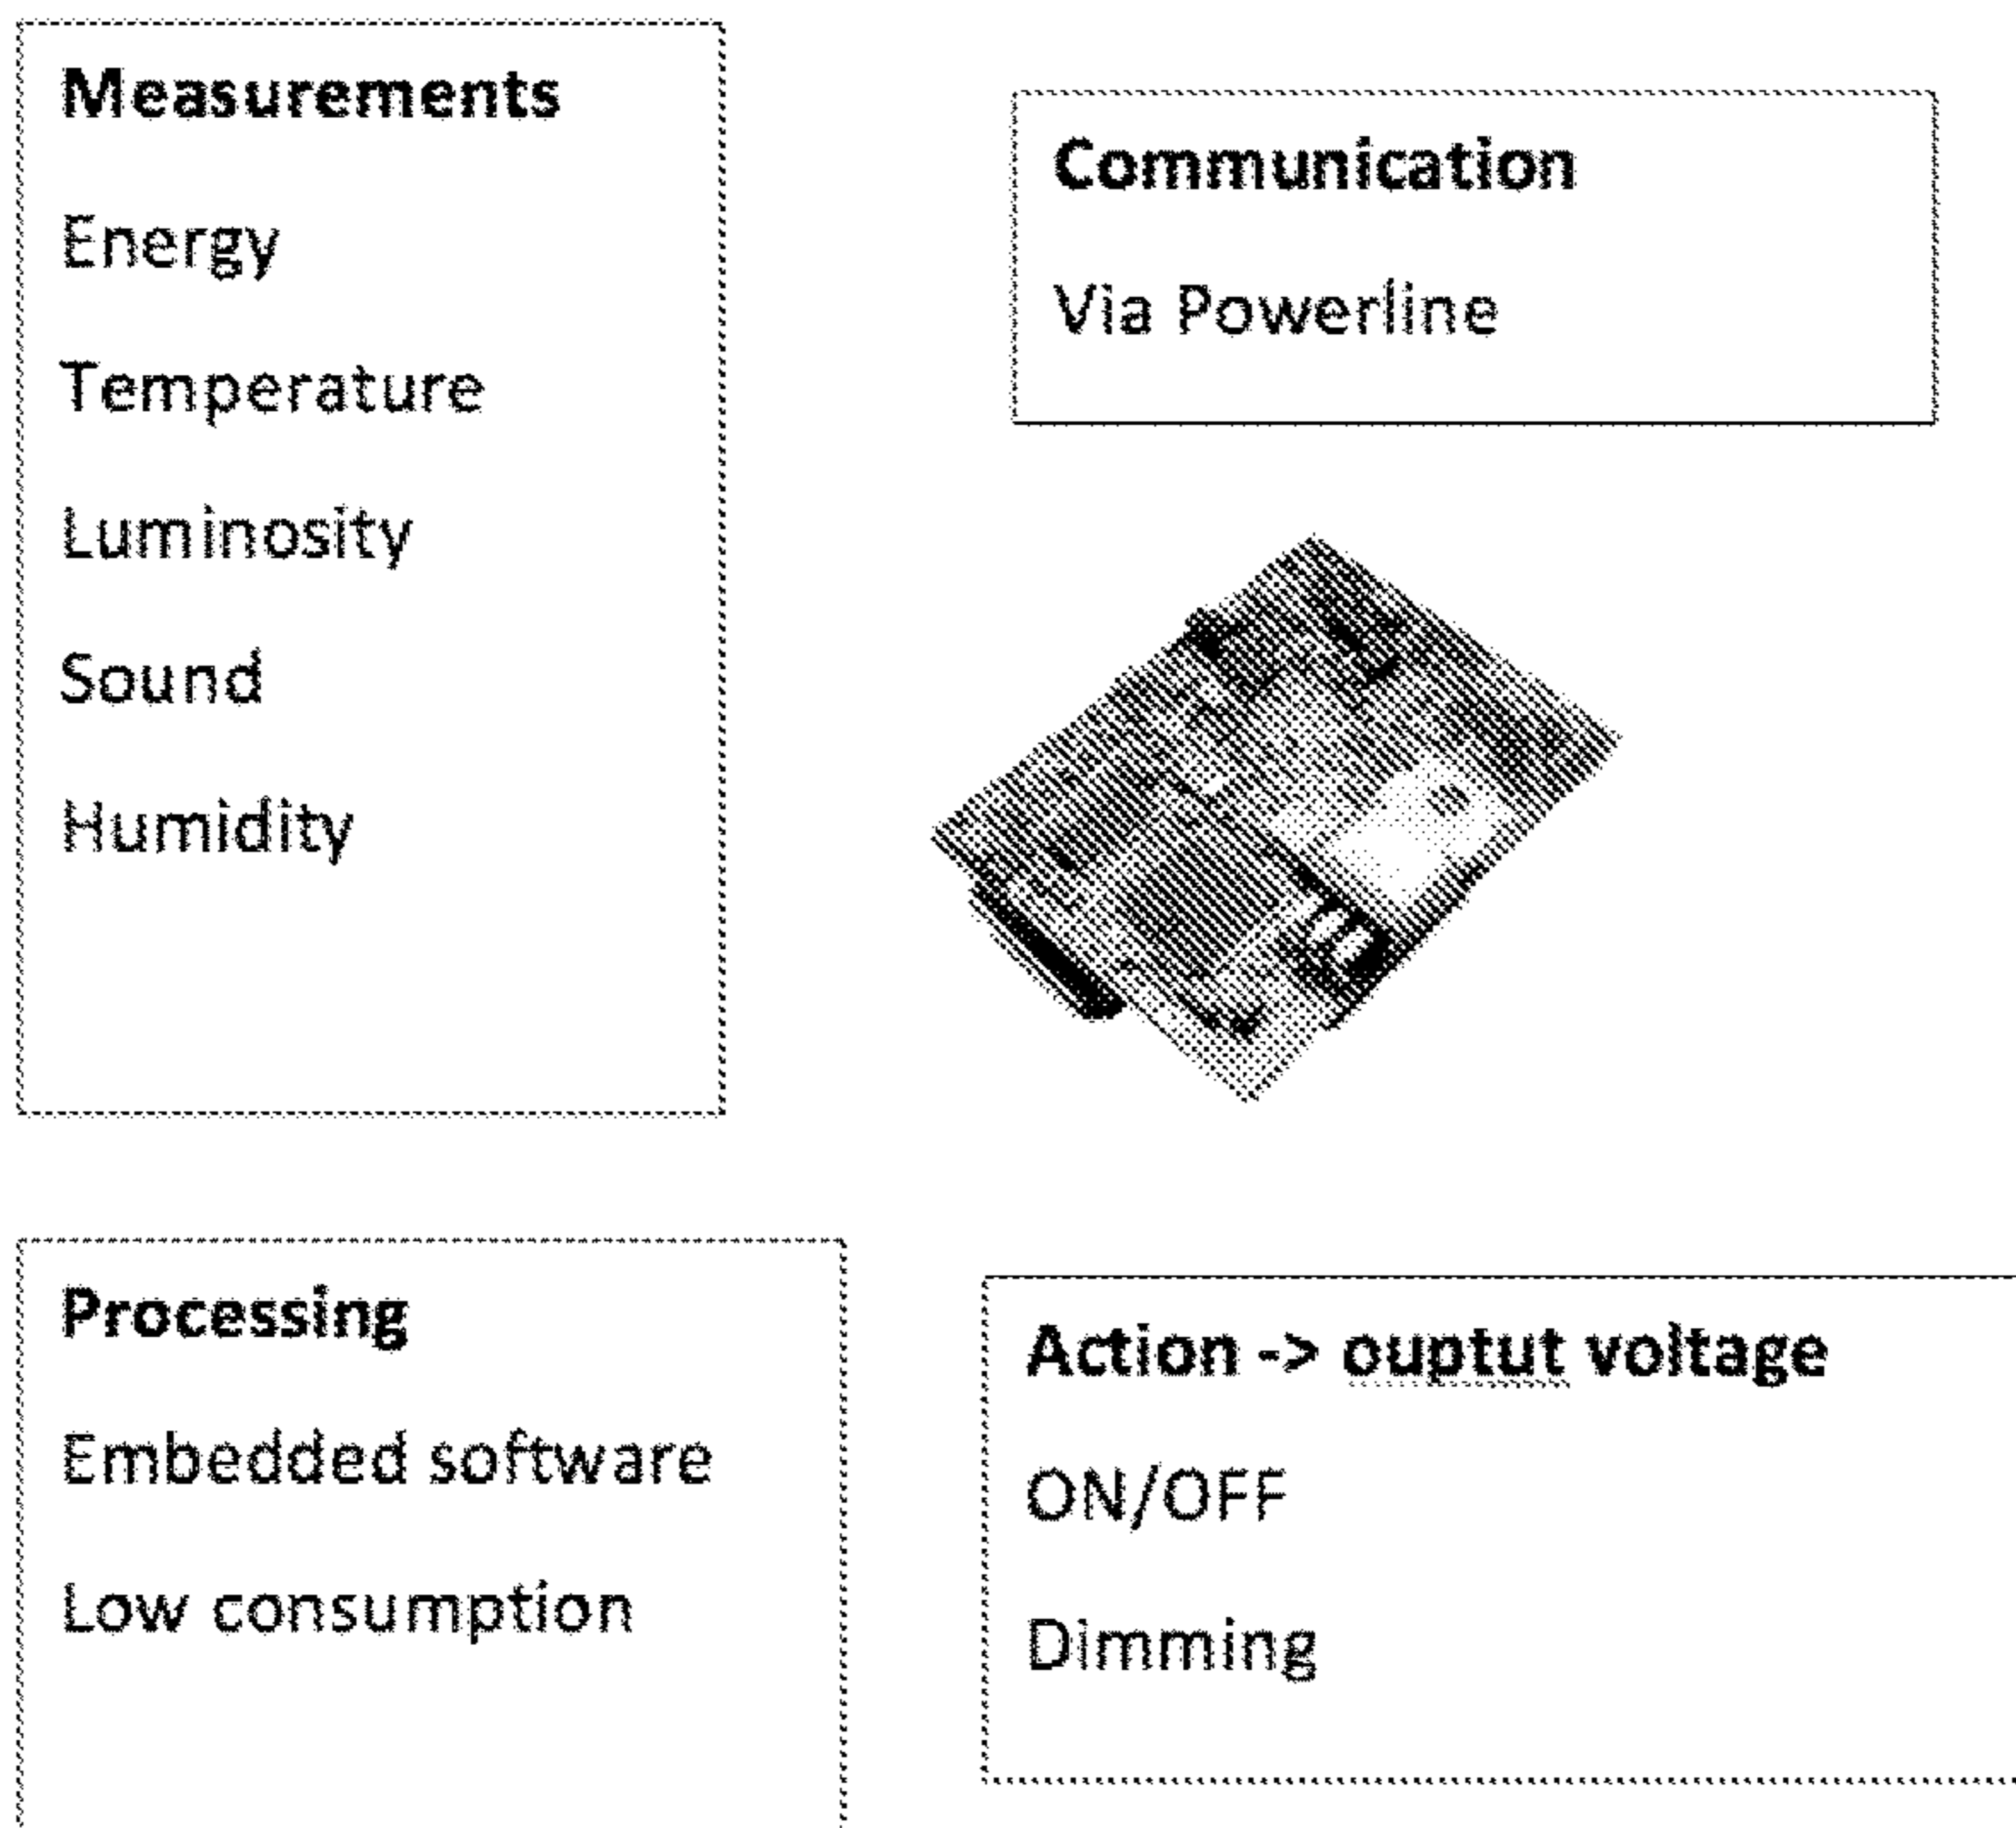 Measurements
Energy
Temperature
Luminosity
Sound
Humidity
Communication
Via Powerline
Processing
Embedded software
Low consumption
Action -> ouptut voltage
ON/OFF
Dimming